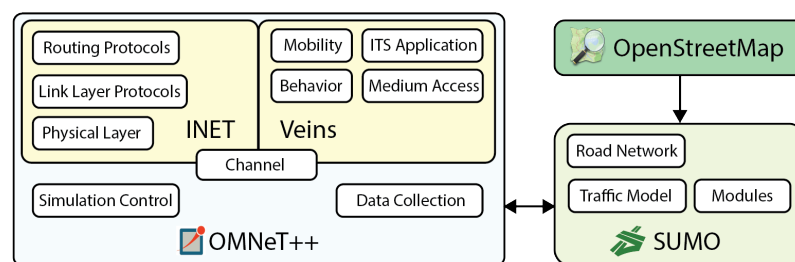 Routing Protocols
Link Layer Protocols
Physical Layer
INET
Mobility
ITS Application
Behavior
Medium Access
Veins
Channel
Simulation Control
Data Collection
OMNeT++
OpenStreetMap
Road Network
Traffic Model
Modules
SUMO